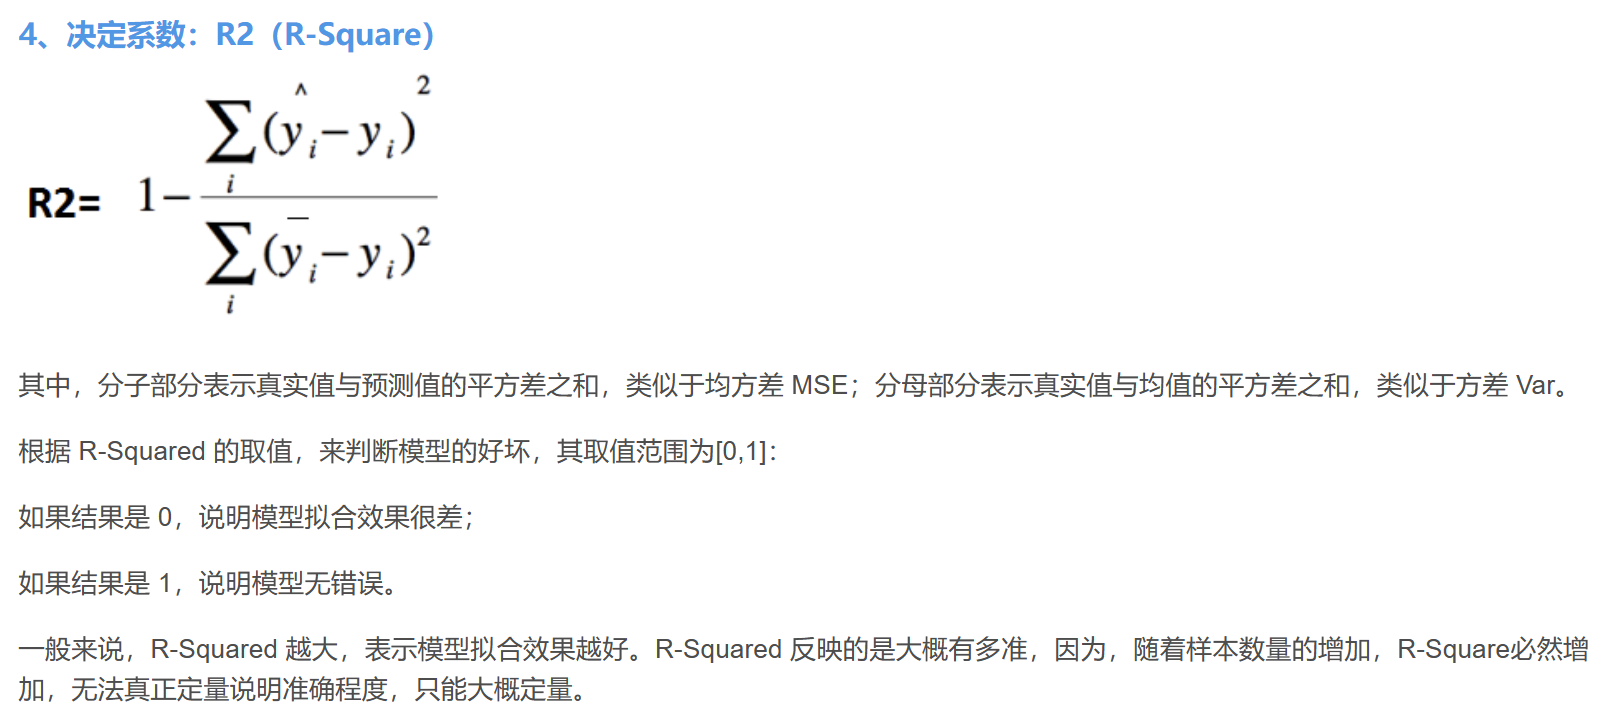 4、决定系数：R2（R-Square）
R2= 1 − ∑i(ŷi−yi)² / ∑i(ȳi−yi)²
其中，分子部分表示真实值与预测值的平方差之和，类似于均方差 MSE；分母部分表示真实值与均值的平方差之和，类似于方差 Var。
根据 R-Squared 的取值，来判断模型的好坏，其取值范围为[0,1]：
如果结果是 0，说明模型拟合效果很差；
如果结果是 1，说明模型无错误。
一般来说，R-Squared 越大，表示模型拟合效果越好。R-Squared 反映的是大概有多准，因为，随着样本数量的增加，R-Square必然增
加，无法真正定量说明准确程度，只能大概定量。